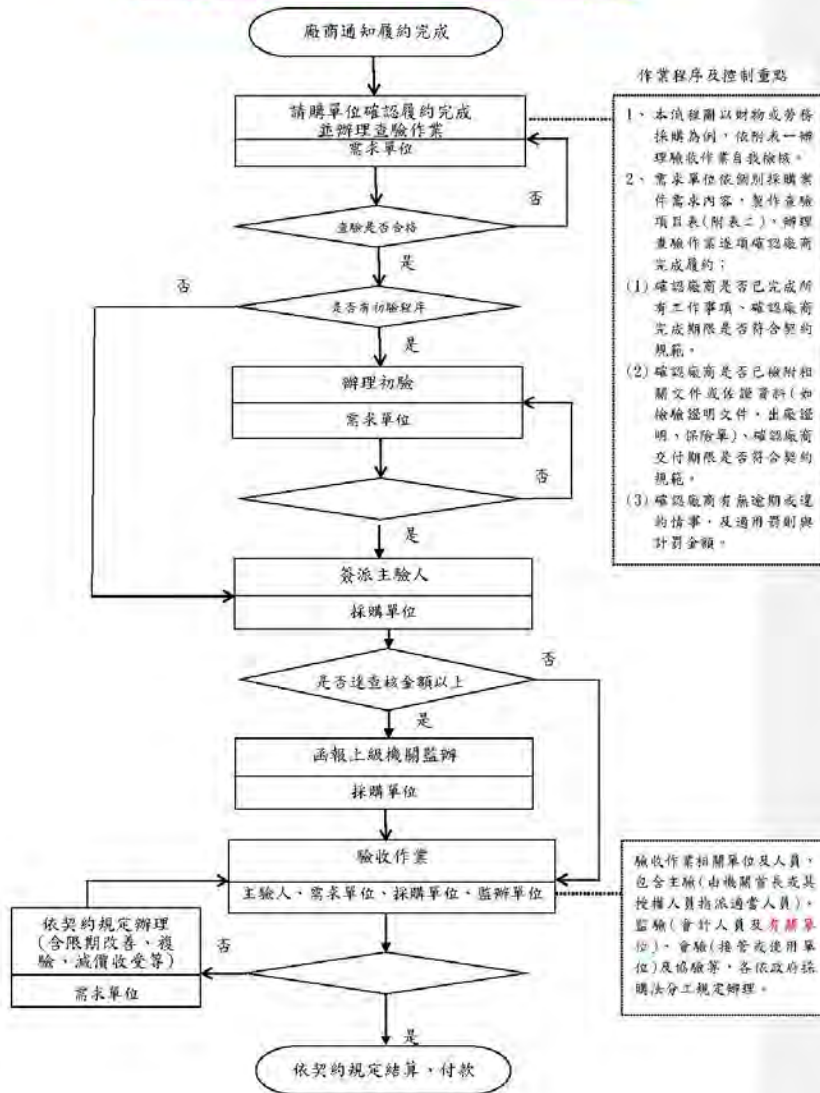 廠商通知履約完成
作業程序及控制重點
請購單位確認履約完成
並辦理查驗作業
需求單位
否
查驗是否合格
是
否
是否有初驗程序
是
辦理初驗
需求單位
否
是
簽派主驗人
採購單位
否
是否達查核金額以上
是
函報上級機關監辦
採購單位
驗收作業
主驗人、需求單位、採購單位、監辦單位
依契約規定辦理
(含限期改善、複
驗、減價收受等)
需求單位
否
是
依契約規定結算、付款
1、本流程圖以財物或勞務
採購為例,依附表一辦
理驗收作業自我檢核。
2、需求單位依個別採購案
件需求內容,製作查驗
項目表(附表二),辦理
查驗作業逐項確認廠商
完成履約;
(1)確認廠商是否已完成所
有工作事項、確認廠商
完成期限是否符合契約
規範。
(2)確認廠商是否已檢附相
關文件或佐證資料(如
檢驗證明文件,出廠證
明、保險單)、確認廠商
交付期限是否符合契約
規範。
(3)確認廠商有無逾期或違
約情事,及適用罰則與
計罰金額。
驗收作業相關單位及人員,
包含主驗(由機關首長或其
授權人員指派適當人員)、
監驗(會計人員及有關單
位)、會驗(接管或使用單
位)及協驗等,各依政府採
購法分工規定辦理。